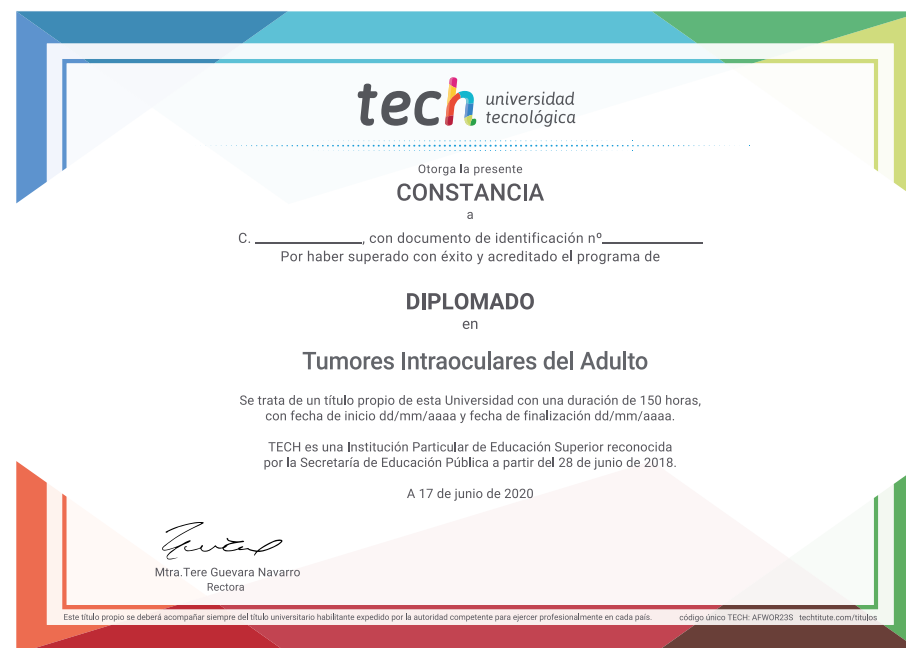 tech universidad
tecnológica
Otorga la presente
CONSTANCIA
a
C. ______________, con documento de identificación nº_____________
Por haber superado con éxito y acreditado el programa de
DIPLOMADO
en
Tumores Intraoculares del Adulto
Se trata de un título propio de esta Universidad con una duración de 150 horas,
con fecha de inicio dd/mm/aaaa y fecha de finalización dd/mm/aaaa.
TECH es una Institución Particular de Educación Superior reconocida
por la Secretaría de Educación Pública a partir del 28 de junio de 2018.
A 17 de junio de 2020
Mtra.Tere Guevara Navarro
Rectora
Este título propio se deberá acompañar siempre del título universitario habilitante expedido por la autoridad competente para ejercer profesionalmente en cada país. código único TECH: AFWOR23S techtitute.com/titulos